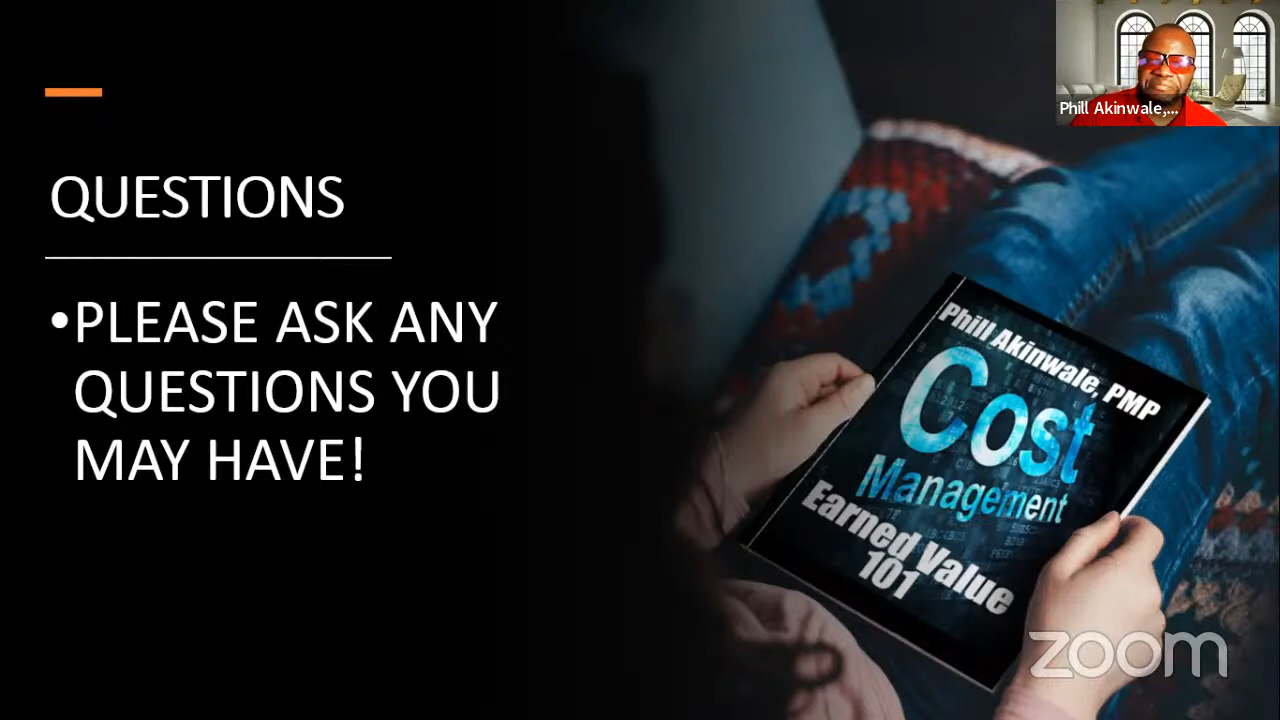 Phill Akinwale,...
QUESTIONS
•PLEASE ASK ANY
QUESTIONS YOU
MAY HAVE!
Phill Akinwale, PMP
Cost
Management
Earned Value
101
zoom